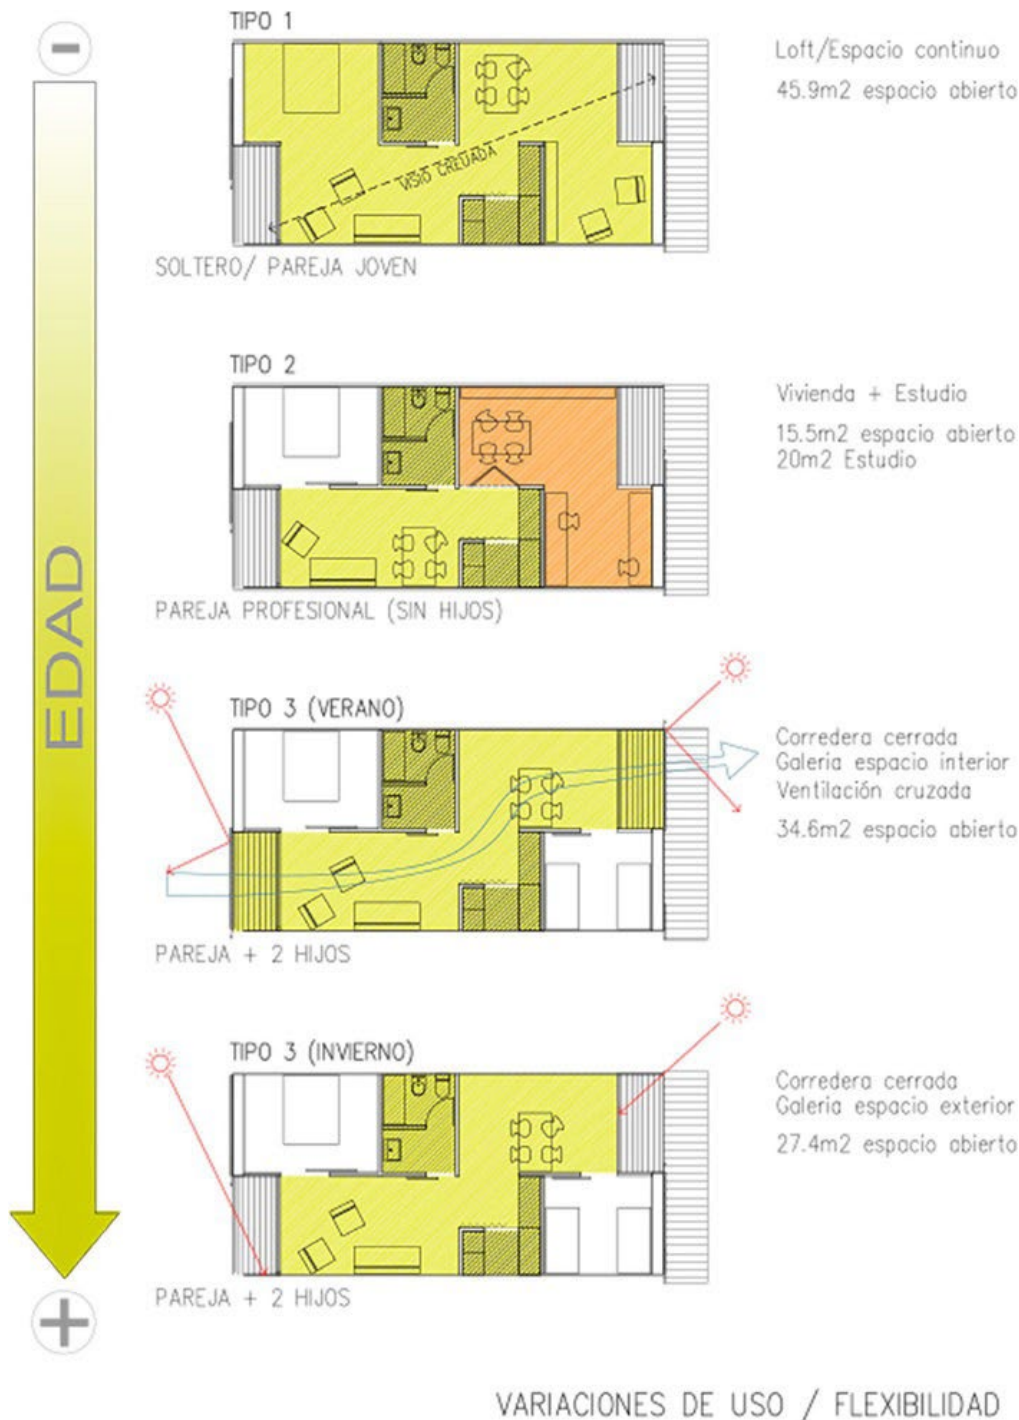 TIPO 1
Loft/Espacio continuo
45.9m2 espacio abierto
VISIÓ CREUADA
SOLTERO/ PAREJA JOVEN
TIPO 2
Vivienda + Estudio
15.5m2 espacio abierto
20m2 Estudio
PAREJA PROFESIONAL (SIN HIJOS)
EDAD
TIPO 3 (VERANO)
Corredera cerrada
Galeria espacio interior
Ventilación cruzada
34.6m2 espacio abierto
PAREJA + 2 HIJOS
TIPO 3 (INVIERNO)
Corredera cerrada
Galeria espacio exterior
27.4m2 espacio abierto
PAREJA + 2 HIJOS
VARIACIONES DE USO / FLEXIBILIDAD